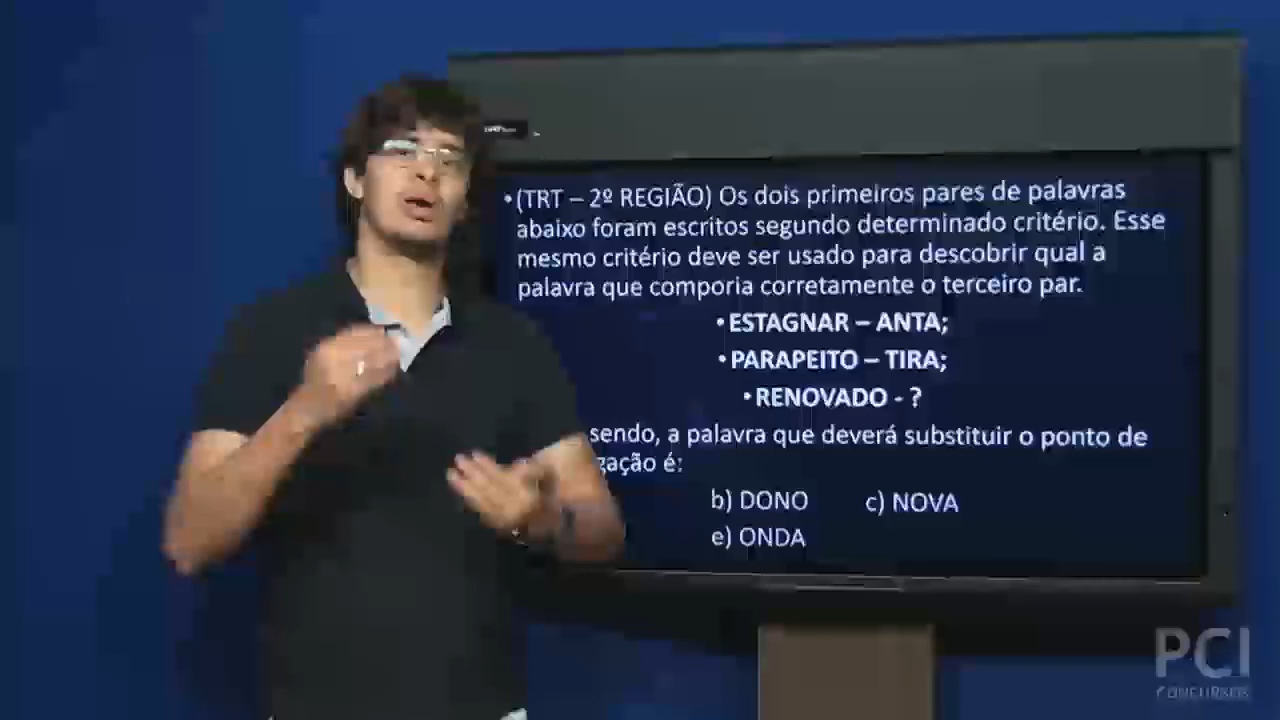 • (TRT – 2º REGIÃO) Os dois primeiros pares de palavras
abaixo foram escritos segundo determinado critério. Esse
mesmo critério deve ser usado para descobrir qual a
palavra que comporia corretamente o terceiro par.
• ESTAGNAR – ANTA;
• PARAPEITO – TIRA;
• RENOVADO - ?
sendo, a palavra que deverá substituir o ponto de
gação é:
b) DONO c) NOVA
e) ONDA
PCI
CONCURSOS